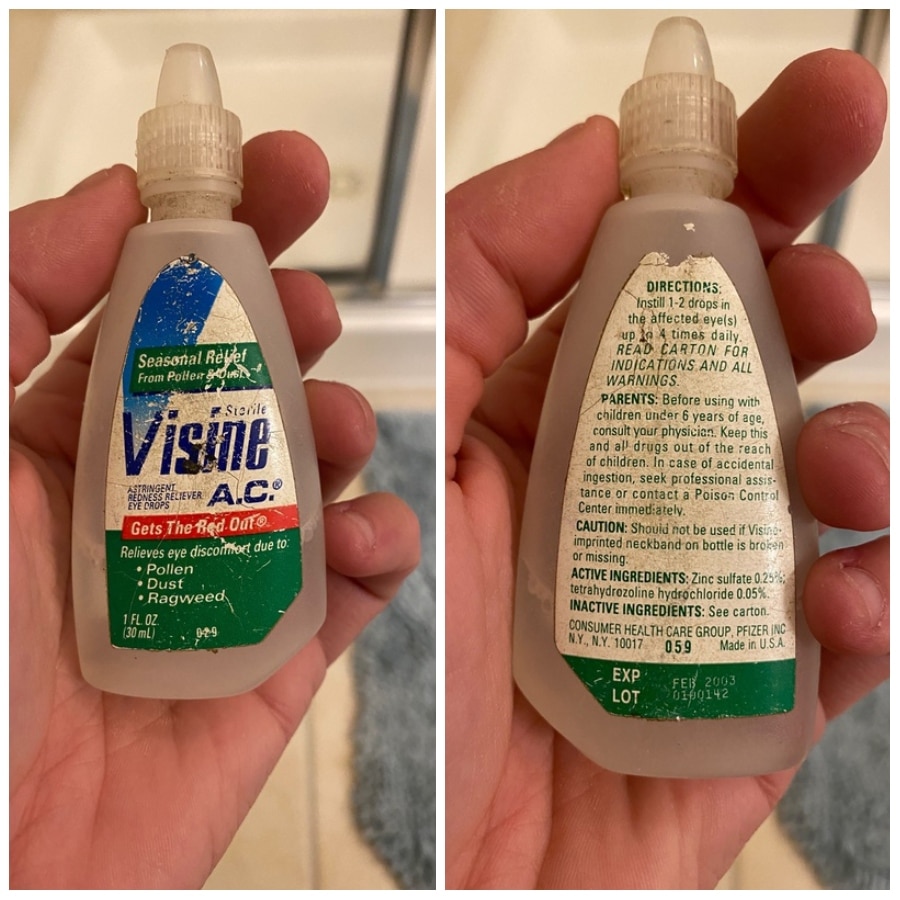 Seasonal Relief
From Pollen & Dust
Sterile
Visine
A.C.®
ASTRINGENT
REDNESS RELIEVER
EYE DROPS
Gets The Red Out®
Relieves eye discomfort due to:
• Pollen
• Dust
• Ragweed
1 FL OZ
(30 mL)
029
DIRECTIONS:
Instill 1-2 drops in
the affected eye(s)
up to 4 times daily.
READ CARTON FOR
INDICATIONS AND ALL
WARNINGS.
PARENTS: Before using with
children under 6 years of age,
consult your physician. Keep this
and all drugs out of the reach
of children. In case of accidental
ingestion, seek professional assis-
tance or contact a Poison Control
Center immediately.
CAUTION: Should not be used if Visine-
imprinted neckband on bottle is broken
or missing.
ACTIVE INGREDIENTS: Zinc sulfate 0.25%;
tetrahydrozoline hydrochloride 0.05%.
INACTIVE INGREDIENTS: See carton.
CONSUMER HEALTH CARE GROUP, PFIZER INC
N.Y., N.Y. 10017 059 Made in U.S.A.
EXP FEB 2003
LOT 0100142